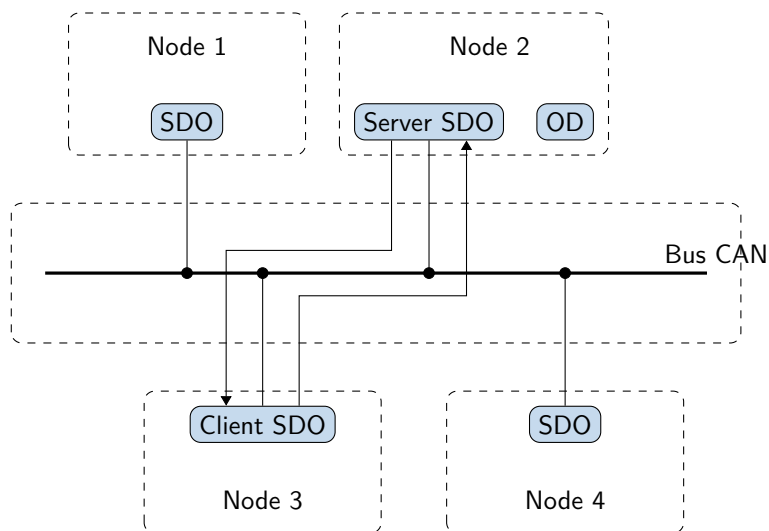 Node 1
Node 2
SDO
Server SDO
OD
Bus CAN
Client SDO
SDO
Node 3
Node 4